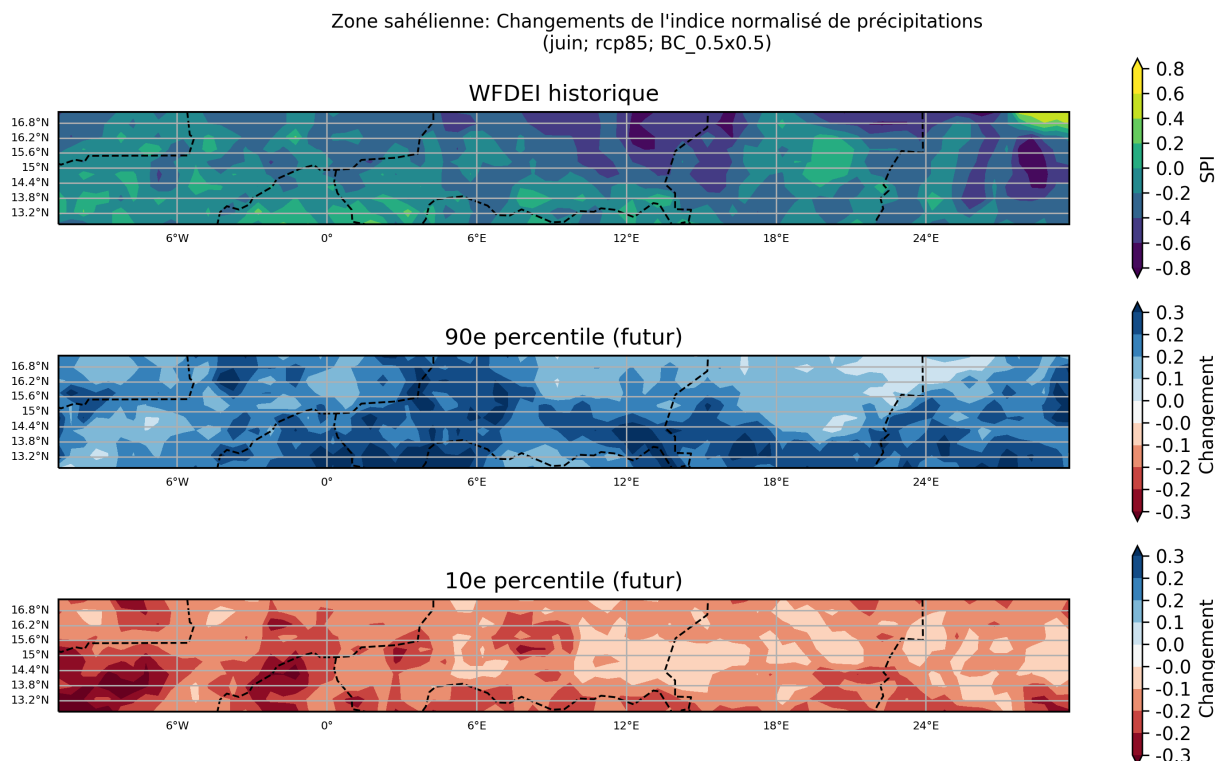 Zone sahélienne: Changements de l'indice normalisé de précipitations
(juin; rcp85; BC_0.5x0.5)
WFDEI historique
16.8°N
16.2°N
15.6°N
15°N
14.4°N
13.8°N
13.2°N
6°W 0° 6°E 12°E 18°E 24°E
0.8
0.6
0.4
0.2
0.0
-0.2
-0.4
-0.6
-0.8
SPI
90e percentile (futur)
16.8°N
16.2°N
15.6°N
15°N
14.4°N
13.8°N
13.2°N
6°W 0° 6°E 12°E 18°E 24°E
0.3
0.2
0.2
0.1
0.0
-0.0
-0.1
-0.1
-0.2
-0.2
-0.3
Changement
10e percentile (futur)
16.8°N
16.2°N
15.6°N
15°N
14.4°N
13.8°N
13.2°N
6°W 0° 6°E 12°E 18°E 24°E
0.3
0.2
0.2
0.1
0.0
-0.0
-0.1
-0.1
-0.2
-0.2
-0.3
Changement